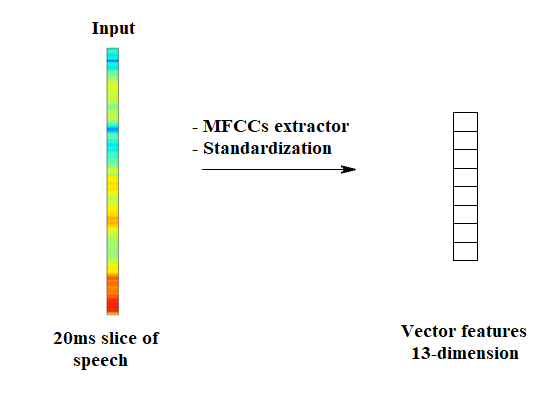 Input
- MFCCs extractor
- Standardization
20ms slice of
speech
Vector features
13-dimension